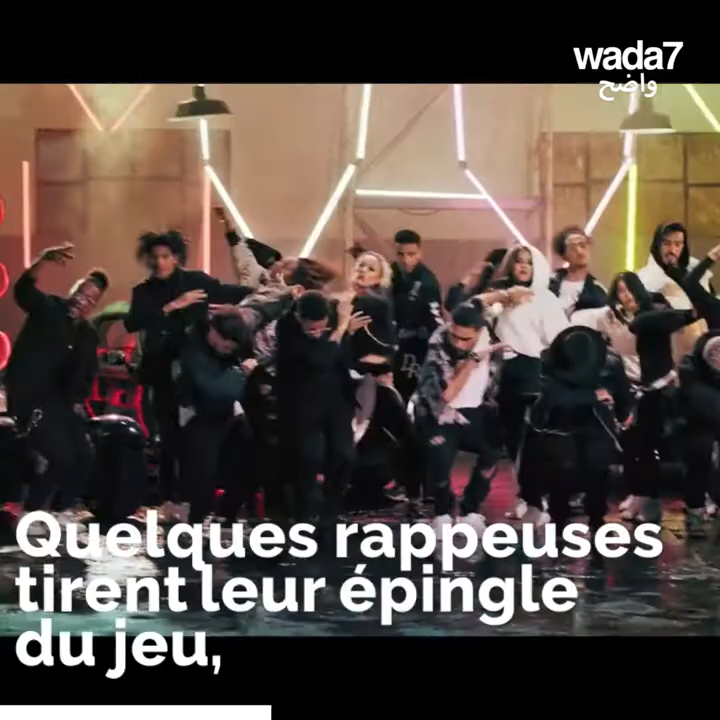 wada7
واضح
Quelques rappeuses
tirent leur épingle
du jeu,